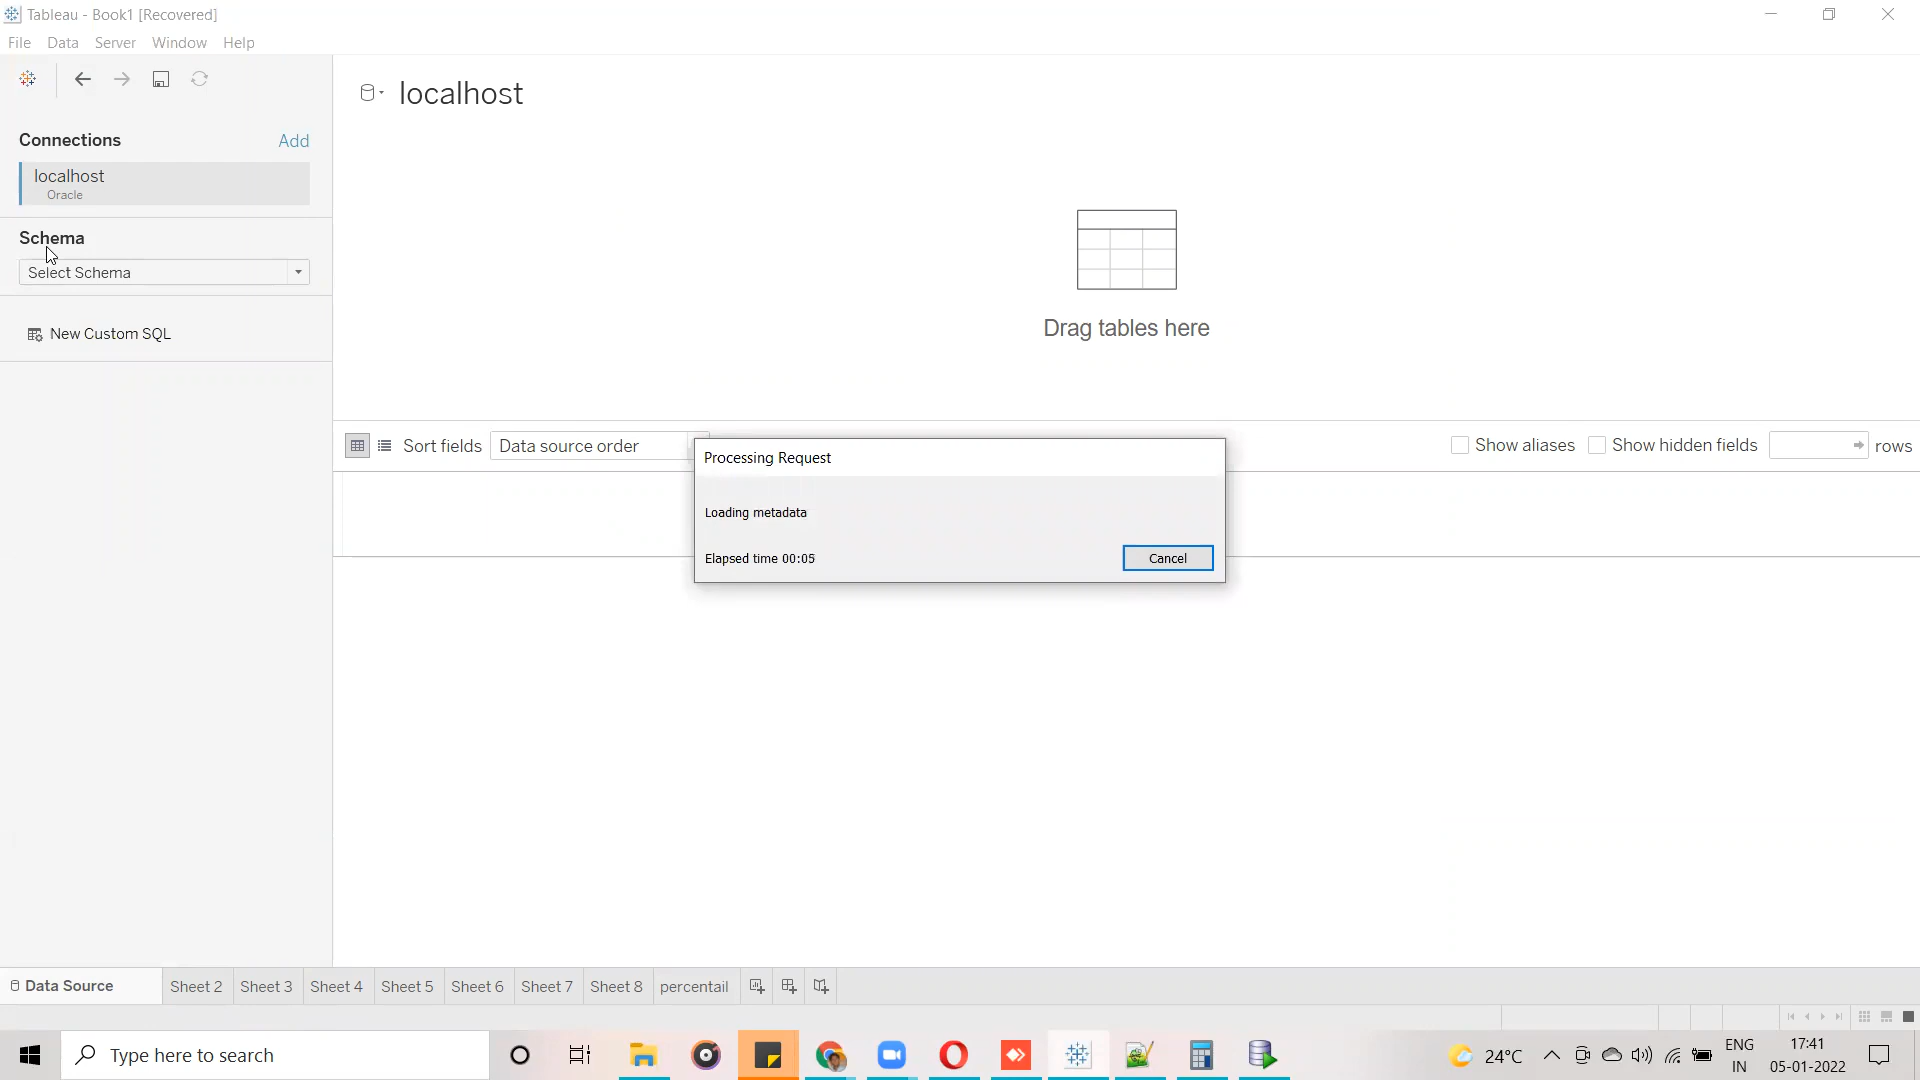 Tableau - Book1 [Recovered]
File Data Server Window Help
localhost
Connections Add
localhost
Oracle
Schema
Select Schema
New Custom SQL
Drag tables here
Sort fields Data source order Show aliases Show hidden fields rows
Processing Request
Loading metadata
Elapsed time 00:05 Cancel
Data Source Sheet 2 Sheet 3 Sheet 4 Sheet 5 Sheet 6 Sheet 7 Sheet 8 percentail
Type here to search 24°C ENG 17:41
IN 05-01-2022